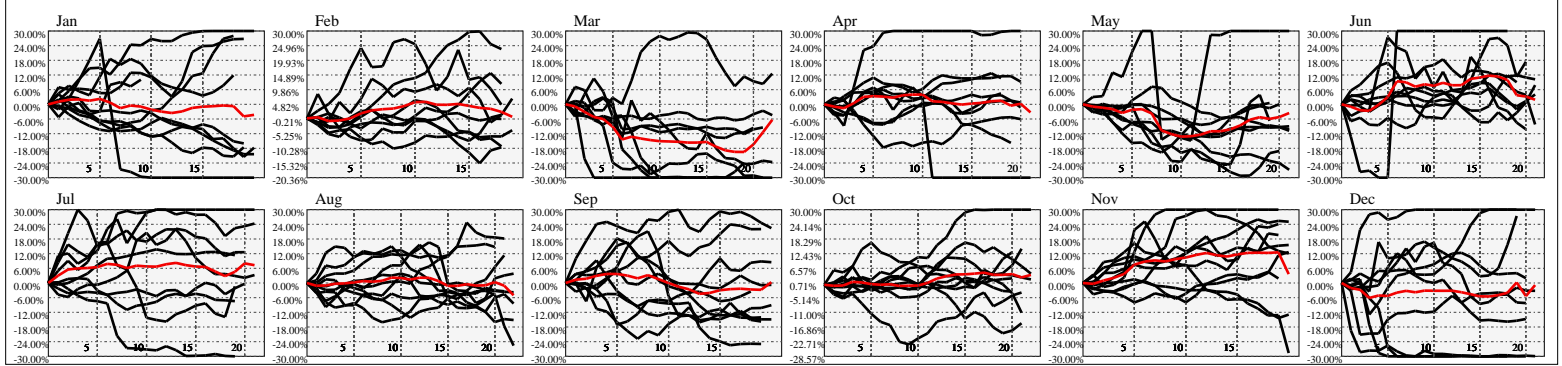 Jan Feb Mar Apr May Jun
30.00% 30.00% 30.00% 30.00% 30.00% 30.00%
24.00% 24.96% 24.00% 24.00% 24.00% 24.00%
18.00% 19.93% 18.00% 18.00% 18.00% 18.00%
12.00% 14.89% 12.00% 12.00% 12.00% 12.00%
6.00% 9.86% 6.00% 6.00% 6.00% 6.00%
0.00% 4.82% 0.00% 0.00% 0.00% 0.00%
-6.00% -0.21% -6.00% -6.00% -6.00% -6.00%
-12.00% -5.25% -12.00% -12.00% -12.00% -12.00%
-18.00% -10.28% -18.00% -18.00% -18.00% -18.00%
-24.00% -15.32% -24.00% -24.00% -24.00% -24.00%
5 10 15 5 10 15 5 10 15 20 5 10 15 20 5 10 15 20 5 10 15 20
-30.00% -20.36% -30.00% -30.00% -30.00% -30.00%
Jul Aug Sep Oct Nov Dec
30.00% 30.00% 30.00% 30.00% 30.00% 30.00%
24.00% 24.00% 24.00% 24.14% 24.00% 24.00%
18.00% 18.00% 18.00% 18.29% 18.00% 18.00%
12.00% 12.00% 12.00% 12.43% 12.00% 12.00%
6.00% 6.00% 6.00% 6.57% 6.00% 6.00%
0.00% 0.00% 0.00% 0.71% 0.00% 0.00%
-6.00% -6.00% -6.00% -5.14% -6.00% -6.00%
-12.00% -12.00% -12.00% -11.00% -12.00% -12.00%
-18.00% -18.00% -18.00% -16.86% -18.00% -18.00%
-24.00% -24.00% -24.00% -22.71% -24.00% -24.00%
5 10 15 20 5 10 15 20 5 10 15 20 5 10 15 20 5 10 15 5 10 15 20
-30.00% -30.00% -30.00% -28.57% -30.00% -30.00%